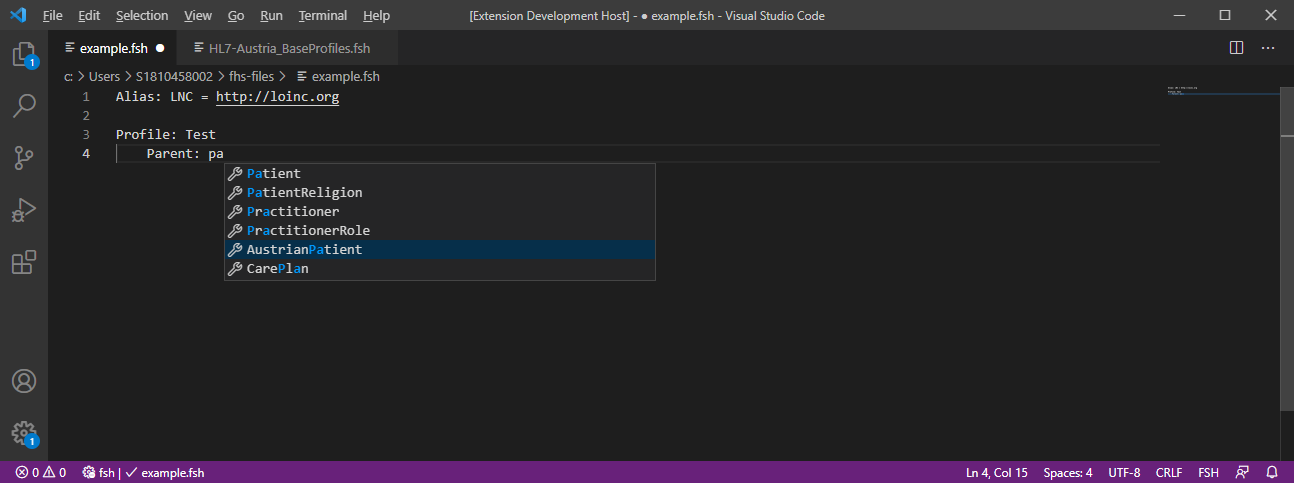 File Edit Selection View Go Run Terminal Help [Extension Development Host] - ● example.fsh - Visual Studio Code
example.fsh ● HL7-Austria_BaseProfiles.fsh
c: > Users > S1810458002 > fhs-files > example.fsh
1 Alias: LNC = http://loinc.org
2
3 Profile: Test
4 Parent: pa
Patient
PatientReligion
Practitioner
PractitionerRole
AustrianPatient
CarePlan
1
1
0 0 fsh | ✓ example.fsh Ln 4, Col 15 Spaces: 4 UTF-8 CRLF FSH